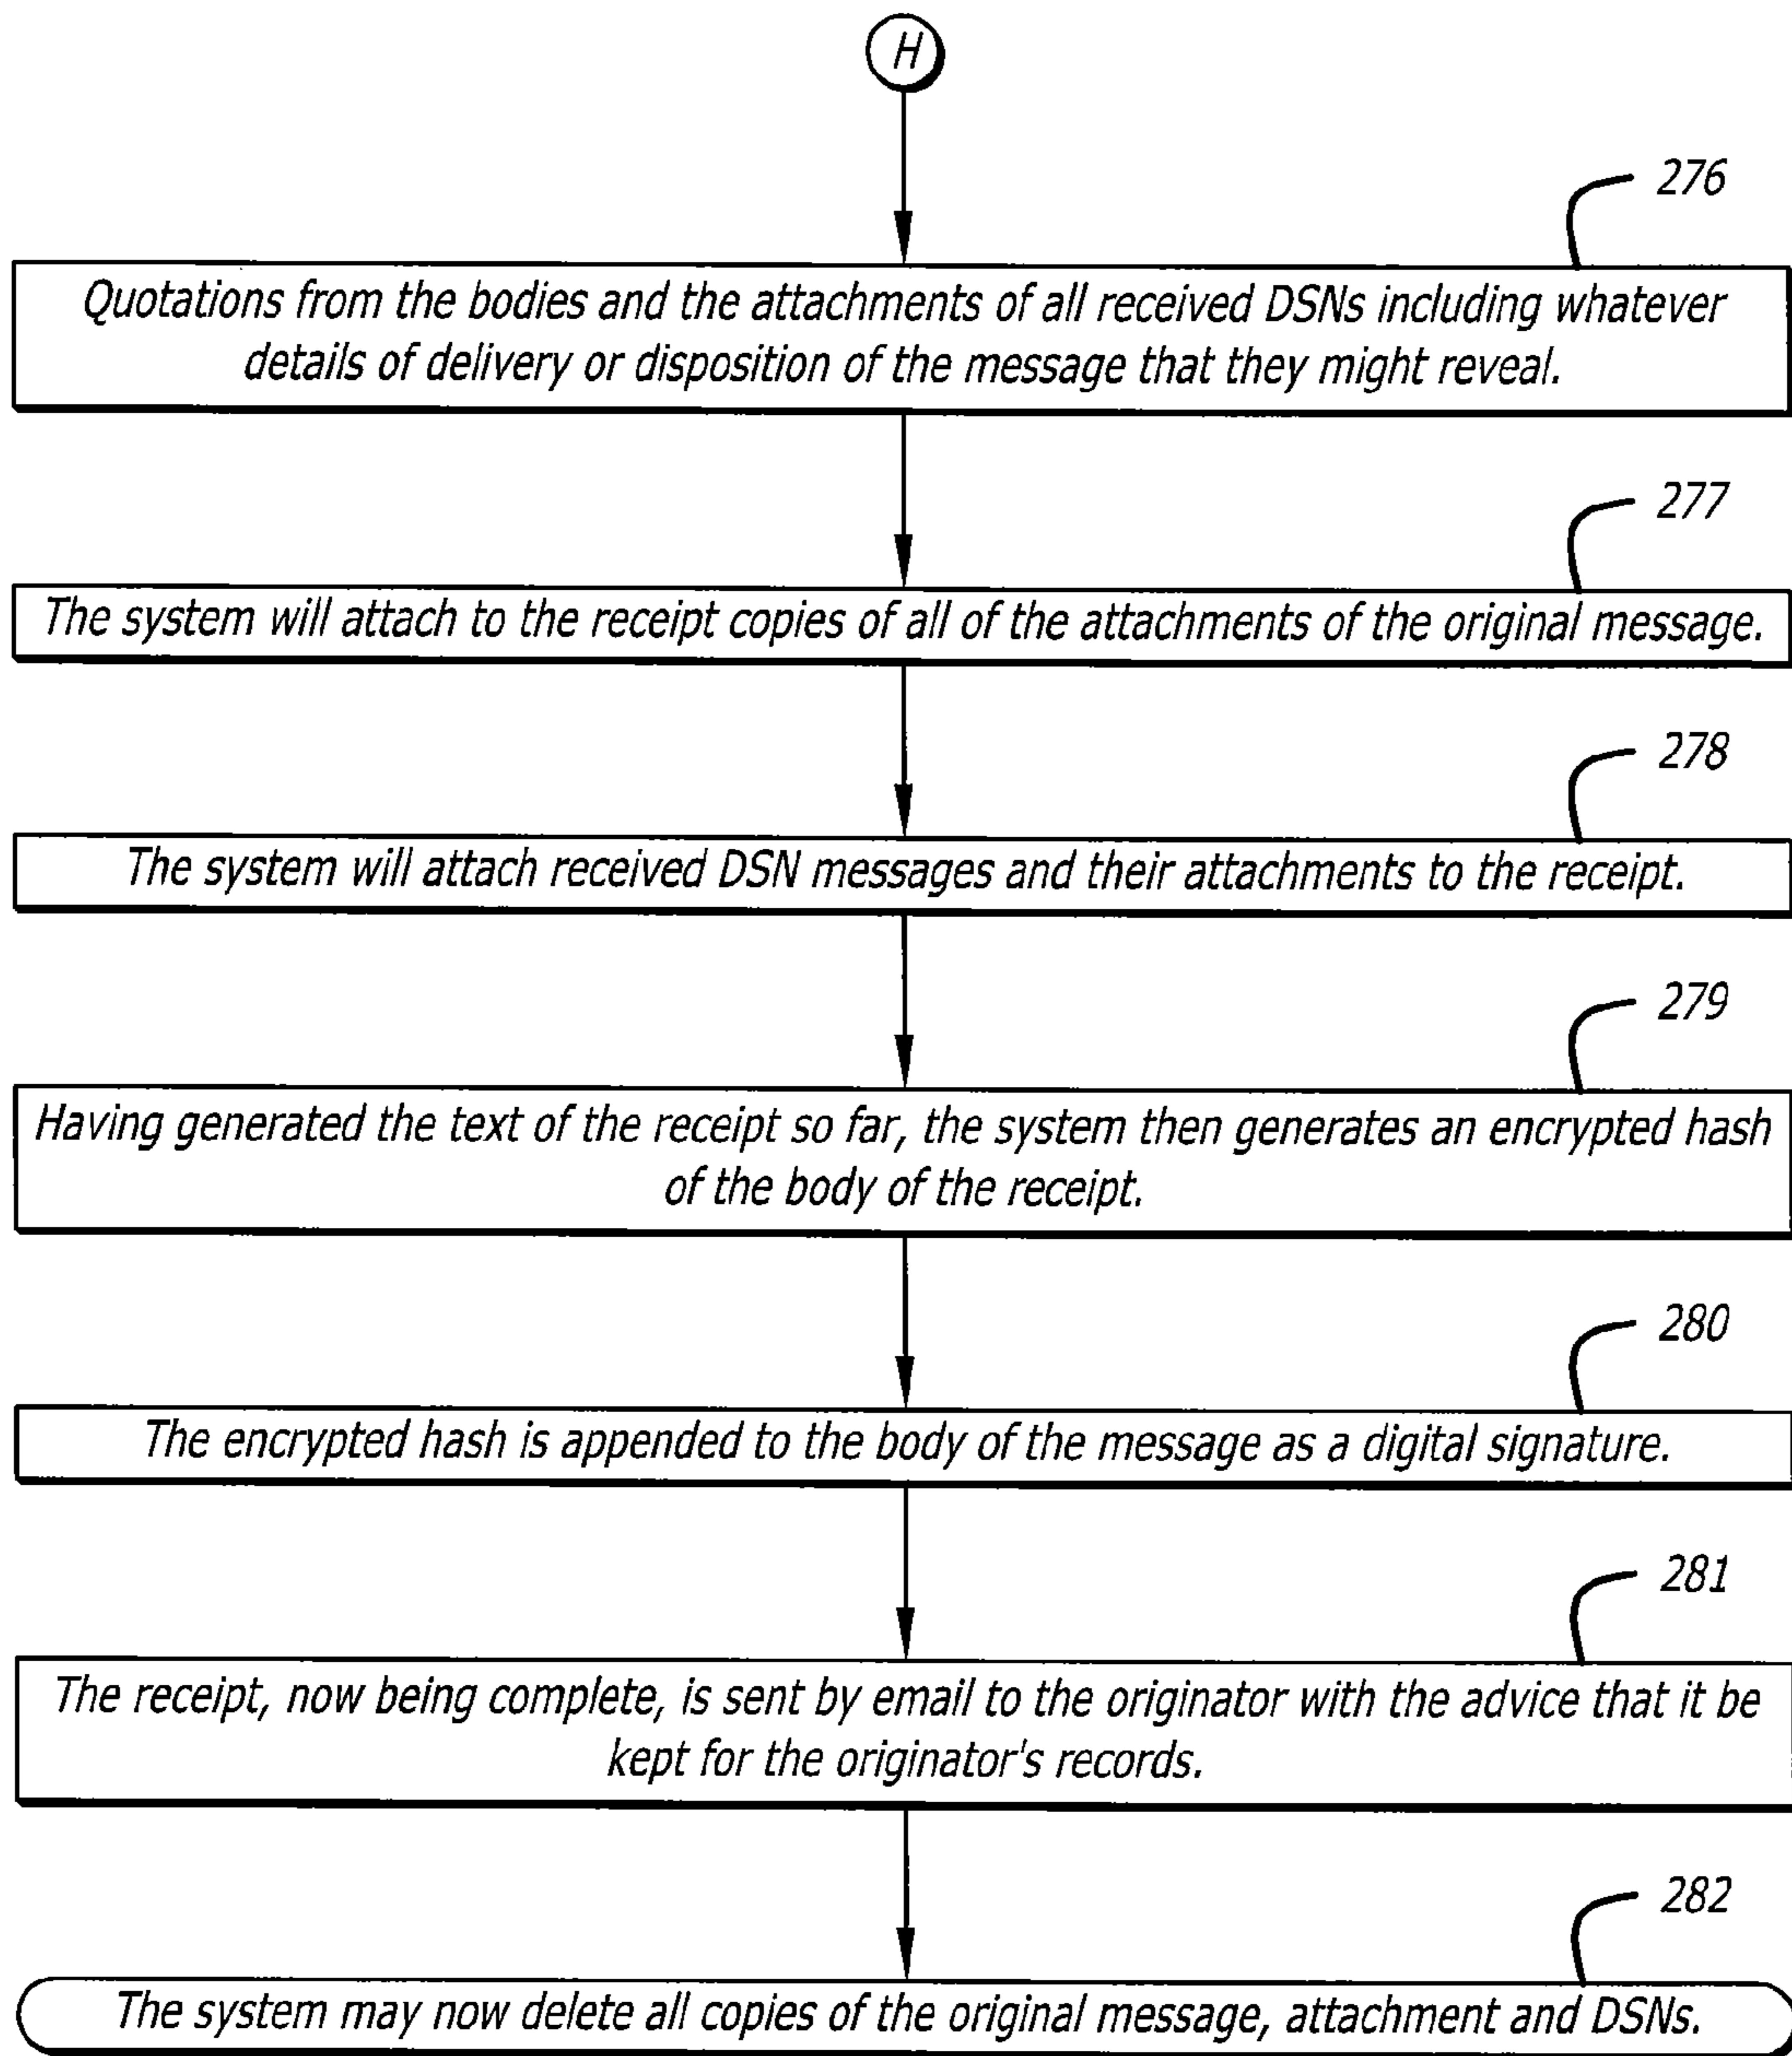 H
276
Quotations from the bodies and the attachments of all received DSNs including whatever
details of delivery or disposition of the message that they might reveal.
277
The system will attach to the receipt copies of all of the attachments of the original message.
278
The system will attach received DSN messages and their attachments to the receipt.
279
Having generated the text of the receipt so far, the system then generates an encrypted hash
of the body of the receipt.
280
The encrypted hash is appended to the body of the message as a digital signature.
281
The receipt, now being complete, is sent by email to the originator with the advice that it be
kept for the originator's records.
282
The system may now delete all copies of the original message, attachment and DSNs.